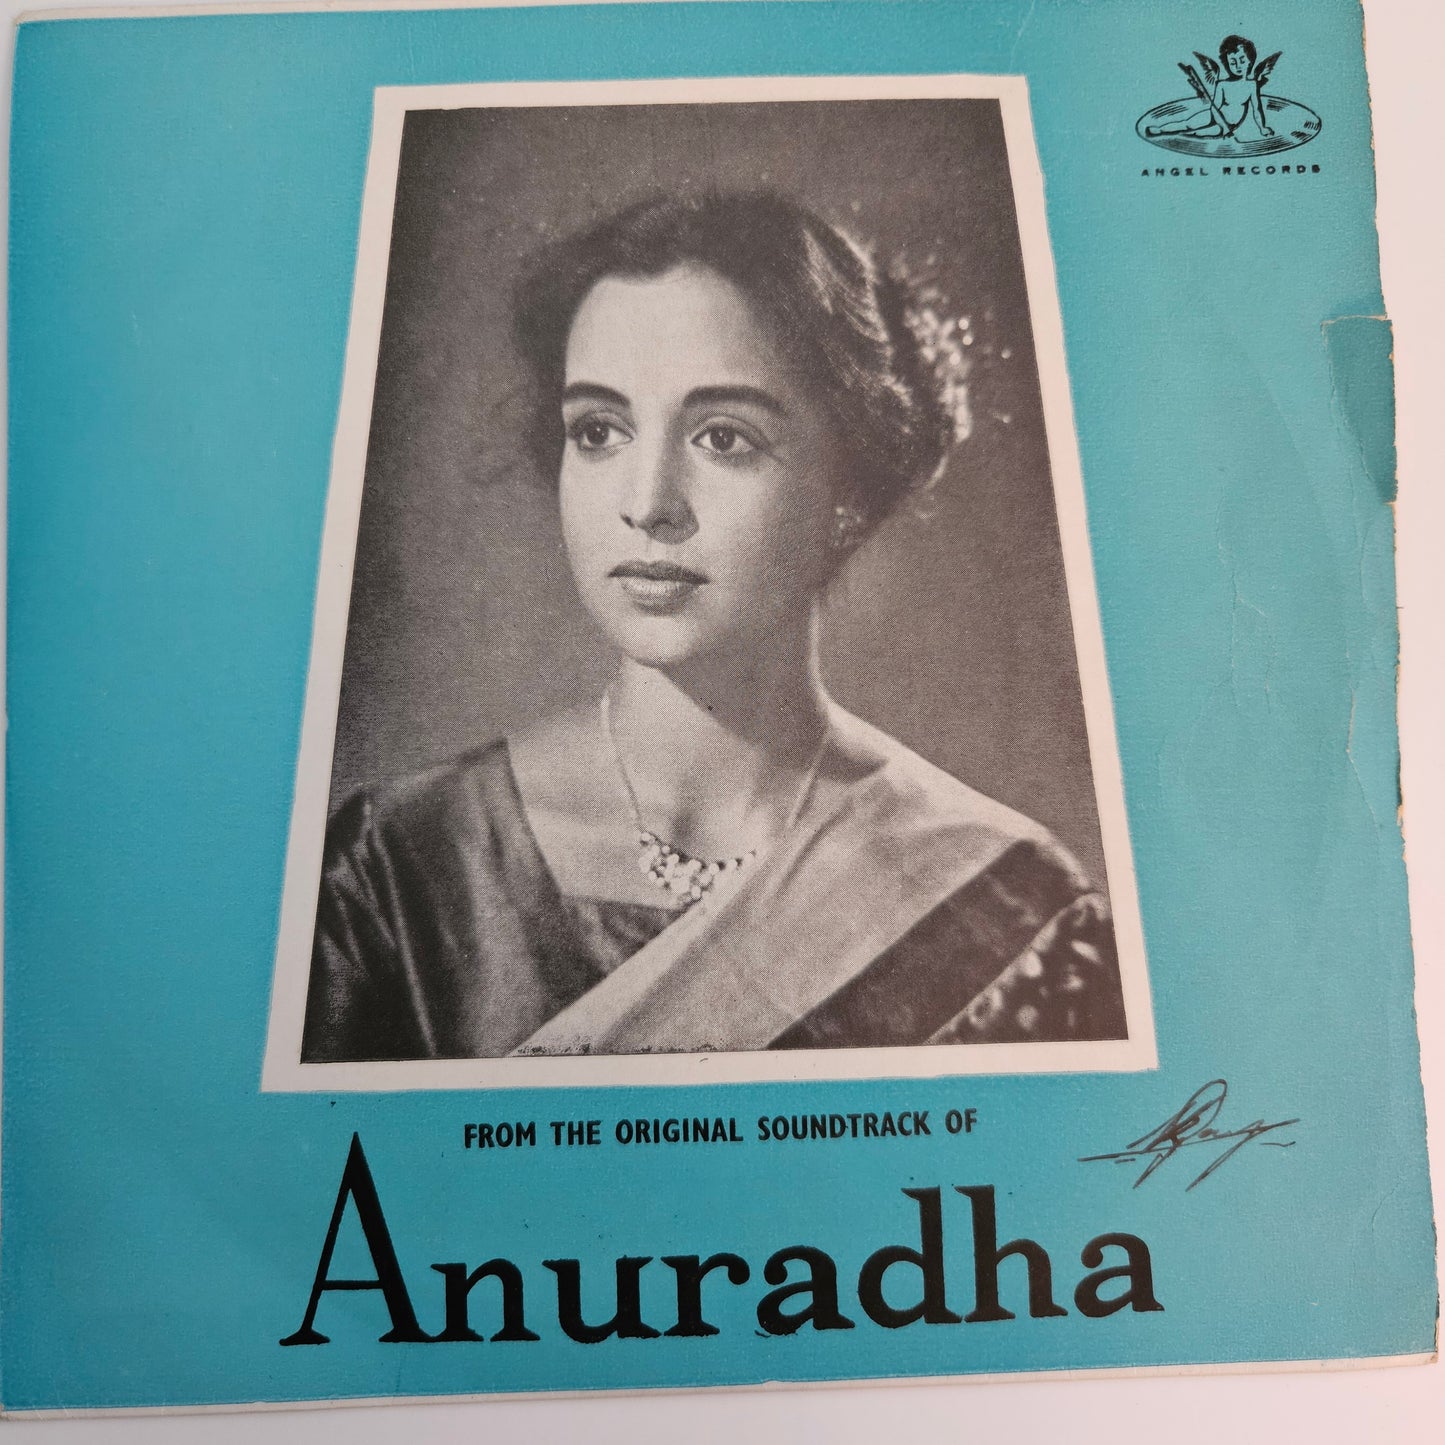 ANGEL RECORDS
FROM THE ORIGINAL SOUNDTRACK OF
Anuradha